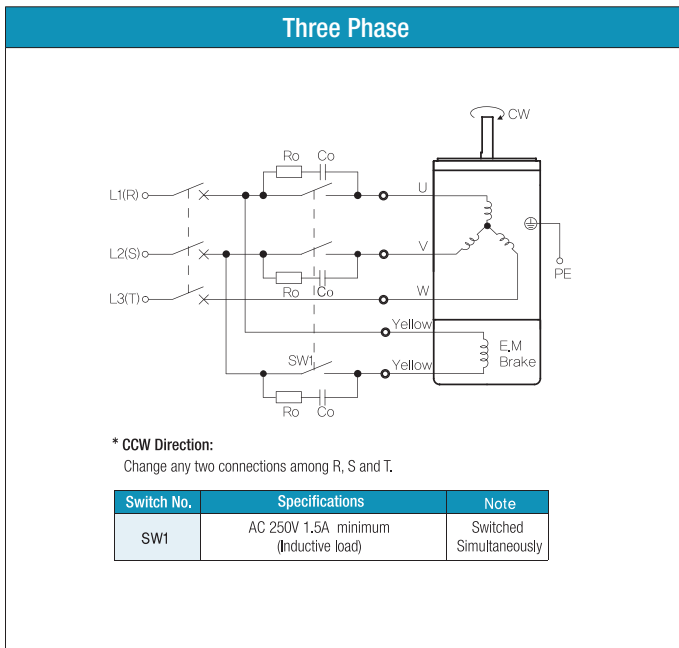 Three Phase
CW
Ro Co
L1(R)
U
L2(S)
V
PE
Ro Co
L3(T)
W
Yellow
E.M
Brake
SW1
Yellow
Ro Co
* CCW Direction:
Change any two connections among R, S and T.
Switch No. Specifications Note
SW1 AC 250V 1.5A minimum Switched
(Inductive load) Simultaneously